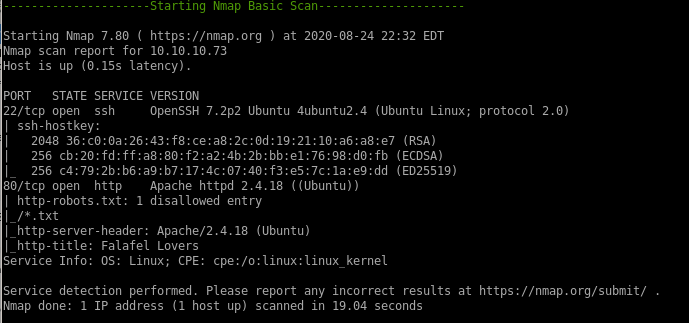 ---------------------Starting Nmap Basic Scan---------------------
Starting Nmap 7.80 ( https://nmap.org ) at 2020-08-24 22:32 EDT
Nmap scan report for 10.10.10.73
Host is up (0.15s latency).
PORT   STATE SERVICE VERSION
22/tcp open  ssh     OpenSSH 7.2p2 Ubuntu 4ubuntu2.4 (Ubuntu Linux; protocol 2.0)
| ssh-hostkey:
|   2048 36:c0:0a:26:43:f8:ce:a8:2c:0d:19:21:10:a6:a8:e7 (RSA)
|   256 cb:20:fd:ff:a8:80:f2:a2:4b:2b:bb:e1:76:98:d0:fb (ECDSA)
|_  256 c4:79:2b:b6:a9:b7:17:4c:07:40:f3:e5:7c:1a:e9:dd (ED25519)
80/tcp open  http    Apache httpd 2.4.18 ((Ubuntu))
| http-robots.txt: 1 disallowed entry
|_/*.txt
|_http-server-header: Apache/2.4.18 (Ubuntu)
|_http-title: Falafel Lovers
Service Info: OS: Linux; CPE: cpe:/o:linux:linux_kernel
Service detection performed. Please report any incorrect results at https://nmap.org/submit/ .
Nmap done: 1 IP address (1 host up) scanned in 19.04 seconds